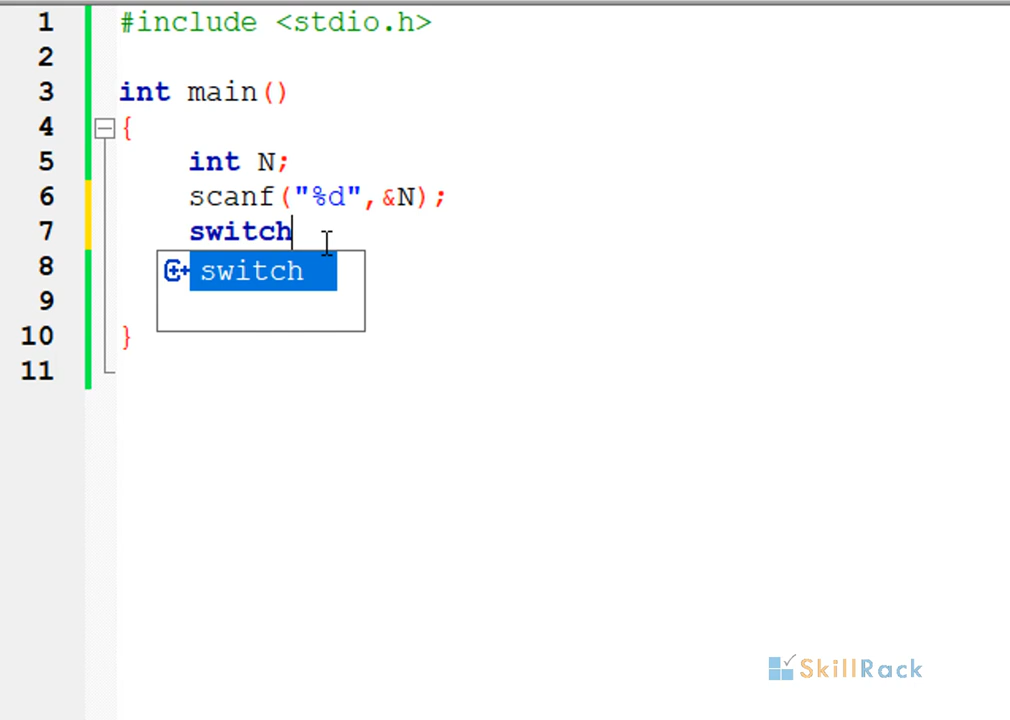 1 #include <stdio.h>
2
3 int main()
4 {
5 int N;
6 scanf("%d",&N);
7 switch
8 switch
9
10 }
11
SkillRack